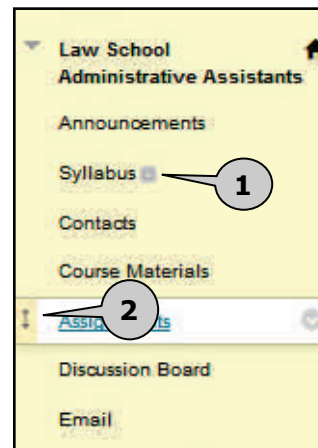 Law School
Administrative Assistants
Announcements
Syllabus
1
Contacts
Course Materials
2
Discussion Board
Email